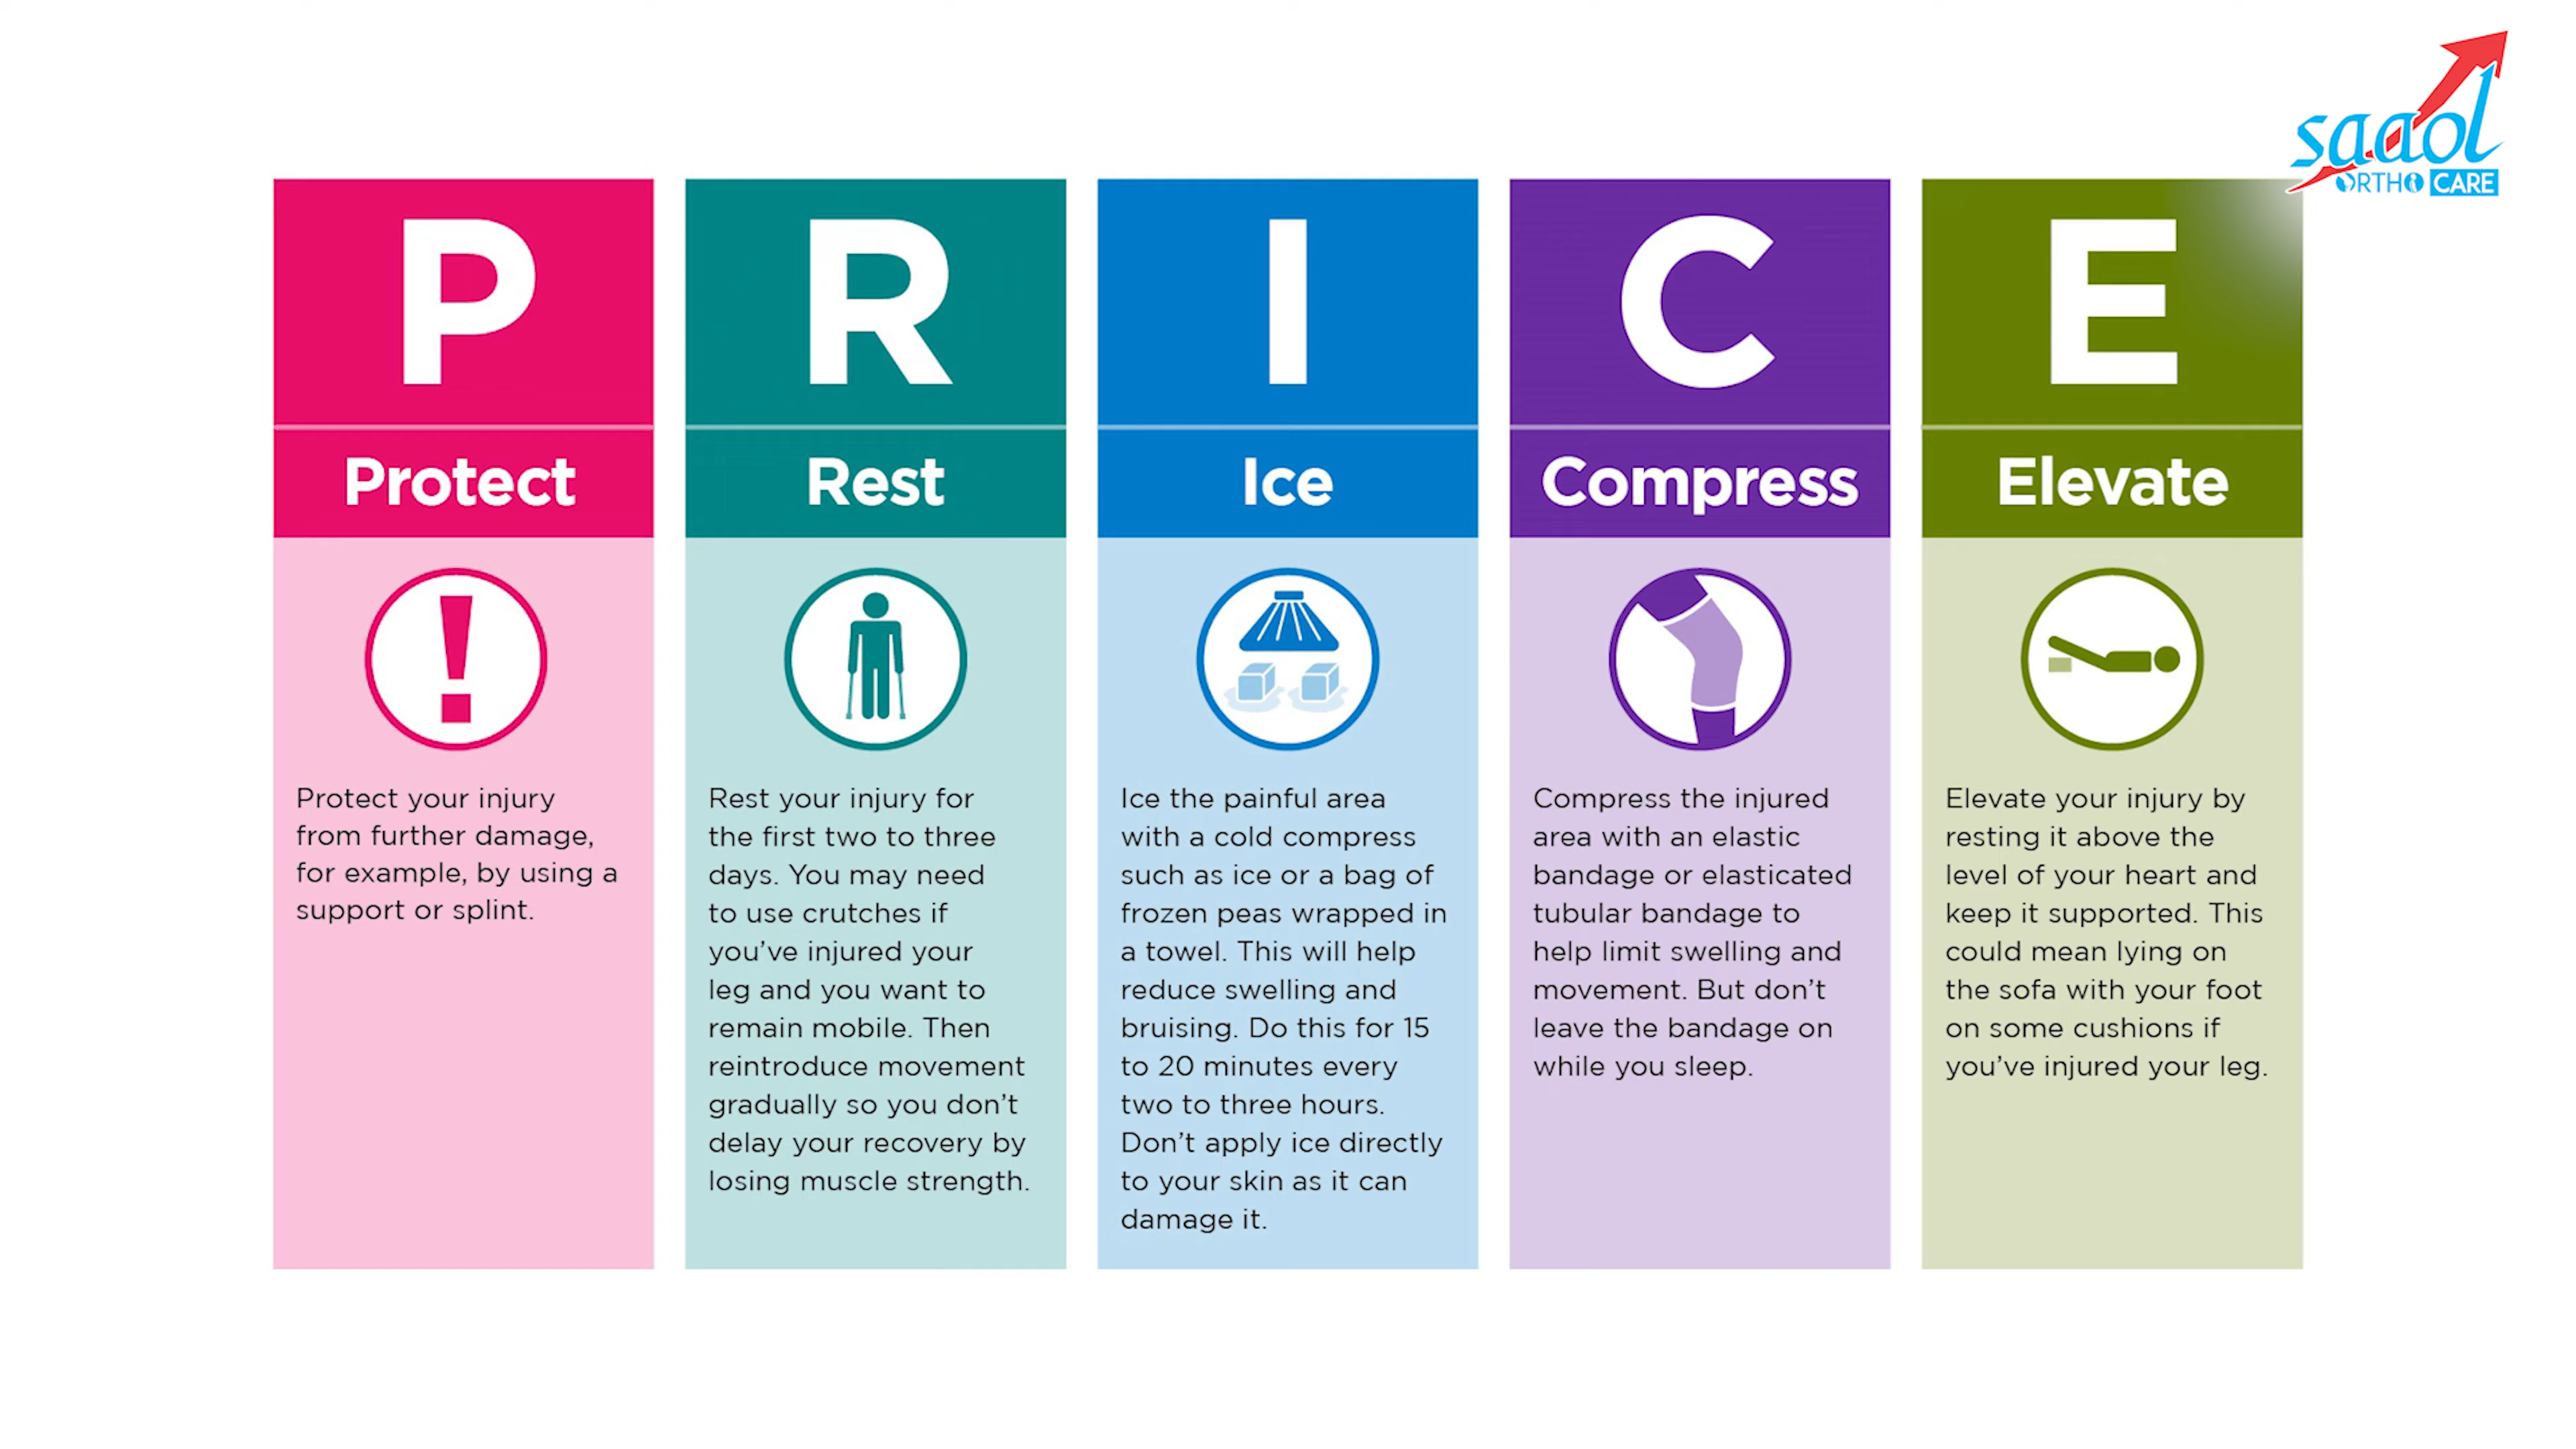 saaol
ORTHO CARE
P
Protect
Protect your injury
from further damage,
for example, by using a
support or splint.
R
Rest
Rest your injury for
the first two to three
days. You may need
to use crutches if
you've injured your
leg and you want to
remain mobile. Then
reintroduce movement
gradually so you don't
delay your recovery by
losing muscle strength.
I
Ice
Ice the painful area
with a cold compress
such as ice or a bag of
frozen peas wrapped in
a towel. This will help
reduce swelling and
bruising. Do this for 15
to 20 minutes every
two to three hours.
Don't apply ice directly
to your skin as it can
damage it.
C
Compress
Compress the injured
area with an elastic
bandage or elasticated
tubular bandage to
help limit swelling and
movement. But don't
leave the bandage on
while you sleep.
E
Elevate
Elevate your injury by
resting it above the
level of your heart and
keep it supported. This
could mean lying on
the sofa with your foot
on some cushions if
you've injured your leg.